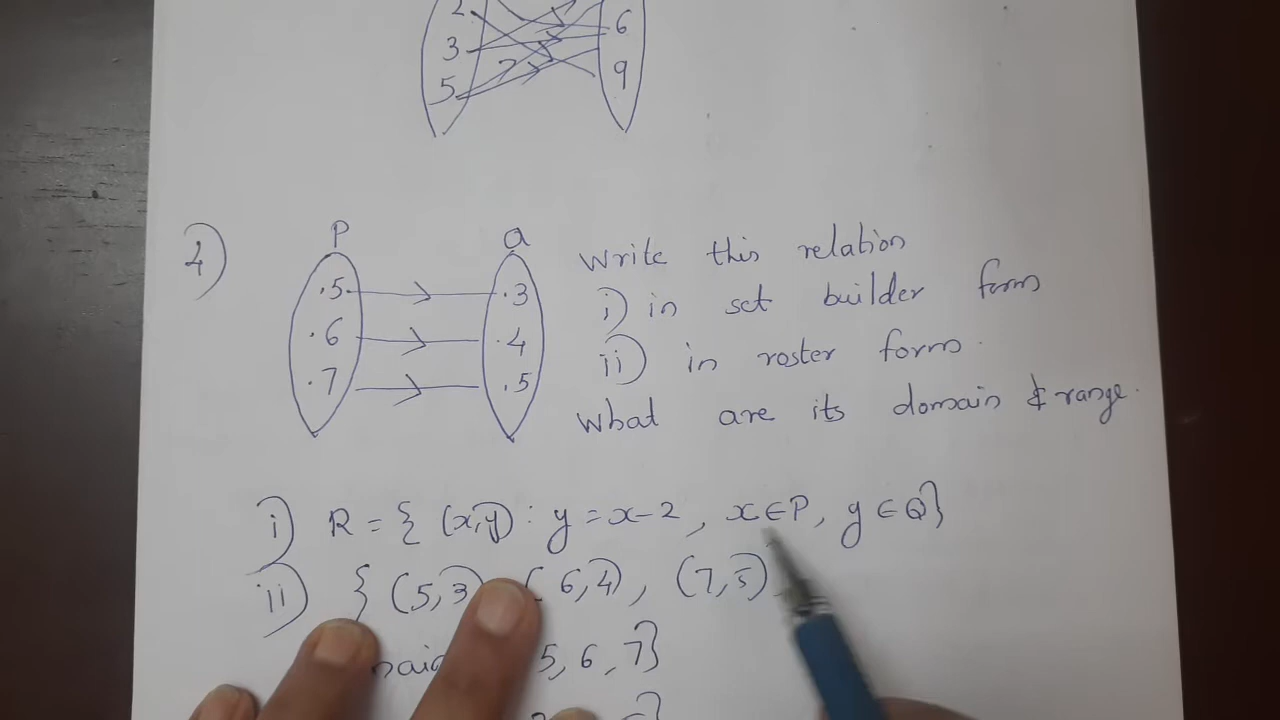 2
3
6
5
9
4)
P
Q
.5
.3
.6
.4
.7
.5
Write this relation
i) in set builder form
ii) in roster form.
What are its domain & range.
i) R = { (x,y) : y = x-2, x ∈ P, y ∈ Q}
ii) { (5,3) (6,4), (7,5)
5, 6, 7}